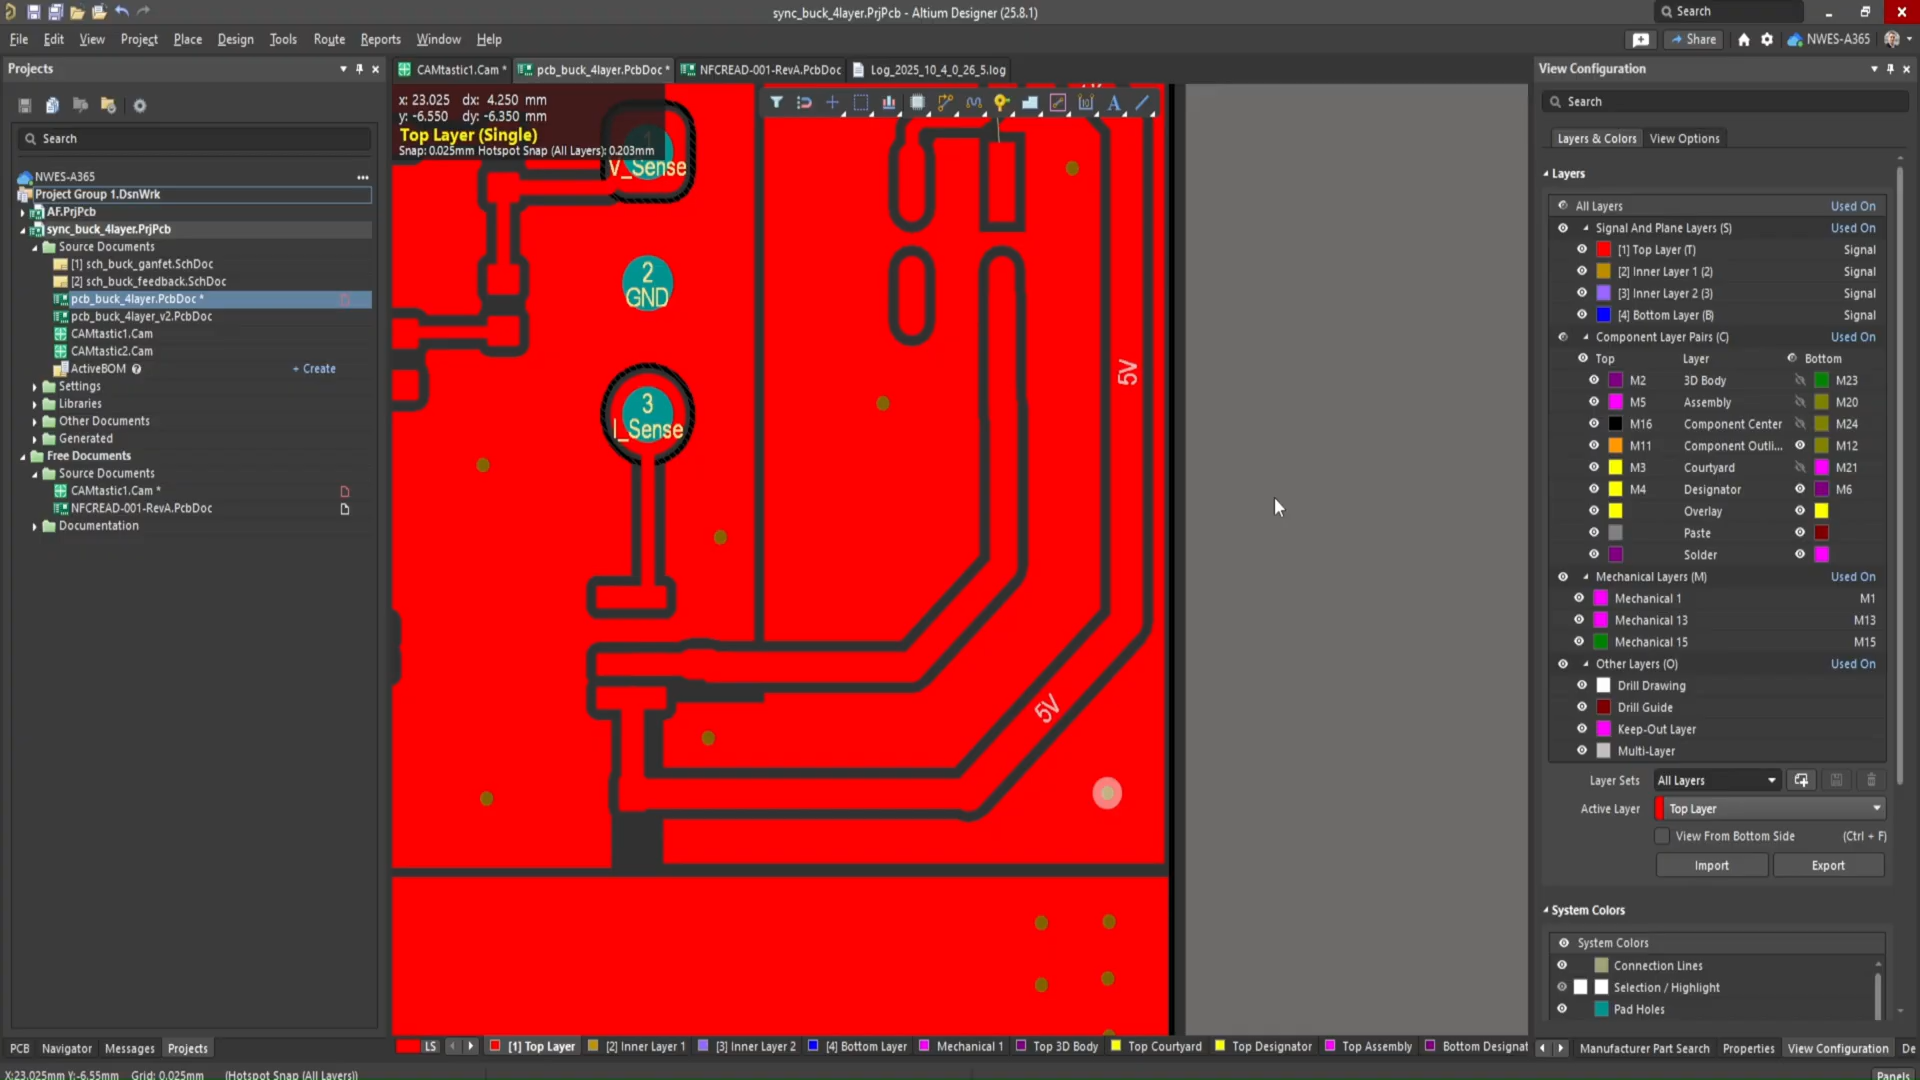 sync_buck_4layer.PrjPcb - Altium Designer (25.8.1)
Search
File Edit View Project Place Design Tools Route Reports Window Help
Share
NWES-A365
Projects
CAMtastic1.Cam *
pcb_buck_4layer.PcbDoc *
NFCREAD-001-RevA.PcbDoc
Log_2025_10_4_0_26_5.log
View Configuration
Search
NWES-A365
Project Group 1.DsnWrk
AF.PrjPcb
sync_buck_4layer.PrjPcb
Source Documents
[1] sch_buck_ganfet.SchDoc
[2] sch_buck_feedback.SchDoc
pcb_buck_4layer.PcbDoc *
pcb_buck_4layer_v2.PcbDoc
CAMtastic1.Cam
CAMtastic2.Cam
ActiveBOM
+ Create
Settings
Libraries
Other Documents
Generated
Free Documents
Source Documents
CAMtastic1.Cam *
NFCREAD-001-RevA.PcbDoc
Documentation
PCB Navigator Messages Projects
x: 23.025 dx: 4.250 mm
y: -6.550 dy: -6.350 mm
Top Layer (Single)
Snap: 0.025mm Hotspot Snap (All Layers): 0.203mm
V_Sense
2
GND
3
I_Sense
5V
5V
Search
Layers & Colors View Options
Layers
All Layers Used On
Signal And Plane Layers (S) Used On
[1] Top Layer (T) Signal
[2] Inner Layer 1 (2) Signal
[3] Inner Layer 2 (3) Signal
[4] Bottom Layer (B) Signal
Component Layer Pairs (C) Used On
Top Layer Bottom
M2 3D Body M23
M5 Assembly M20
M16 Component Center M24
M11 Component Outli... M12
M3 Courtyard M21
M4 Designator M6
Overlay
Paste
Solder
Mechanical Layers (M) Used On
Mechanical 1 M1
Mechanical 13 M13
Mechanical 15 M15
Other Layers (O) Used On
Drill Drawing
Drill Guide
Keep-Out Layer
Multi-Layer
Layer Sets All Layers
Active Layer Top Layer
View From Bottom Side (Ctrl + F)
Import Export
System Colors
System Colors
Connection Lines
Selection / Highlight
Pad Holes
LS [1] Top Layer [2] Inner Layer 1 [3] Inner Layer 2 [4] Bottom Layer Mechanical 1 Top 3D Body Top Courtyard Top Designator Top Assembly Bottom Designat
Manufacturer Part Search Properties View Configuration De
X:23.025mm Y:-6.55mm Grid: 0.025mm (Hotspot Snap (All Layers))
Panels